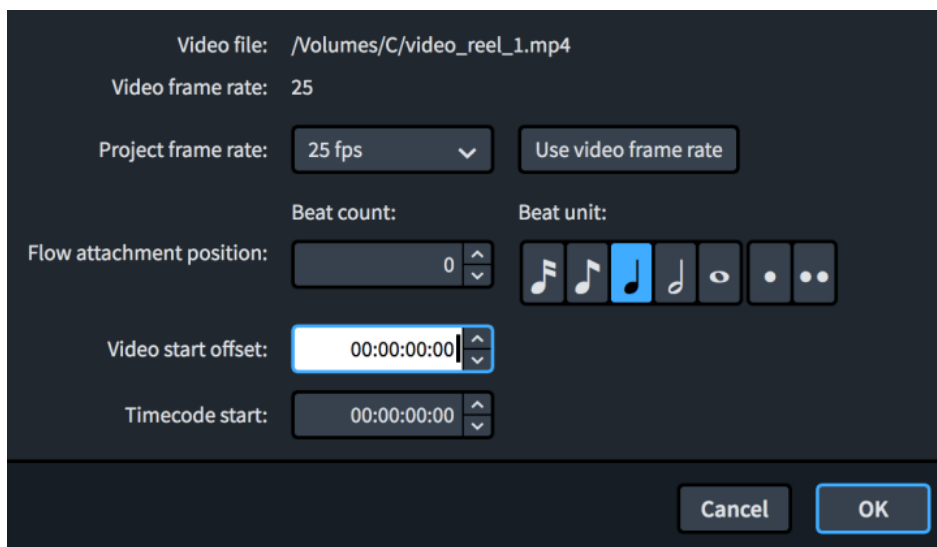 Video file: /Volumes/C/video_reel_1.mp4
Video frame rate: 25
Project frame rate: 25 fps Use video frame rate
Beat count: Beat unit:
Flow attachment position: 0
Video start offset: 00:00:00:00
Timecode start: 00:00:00:00
Cancel OK